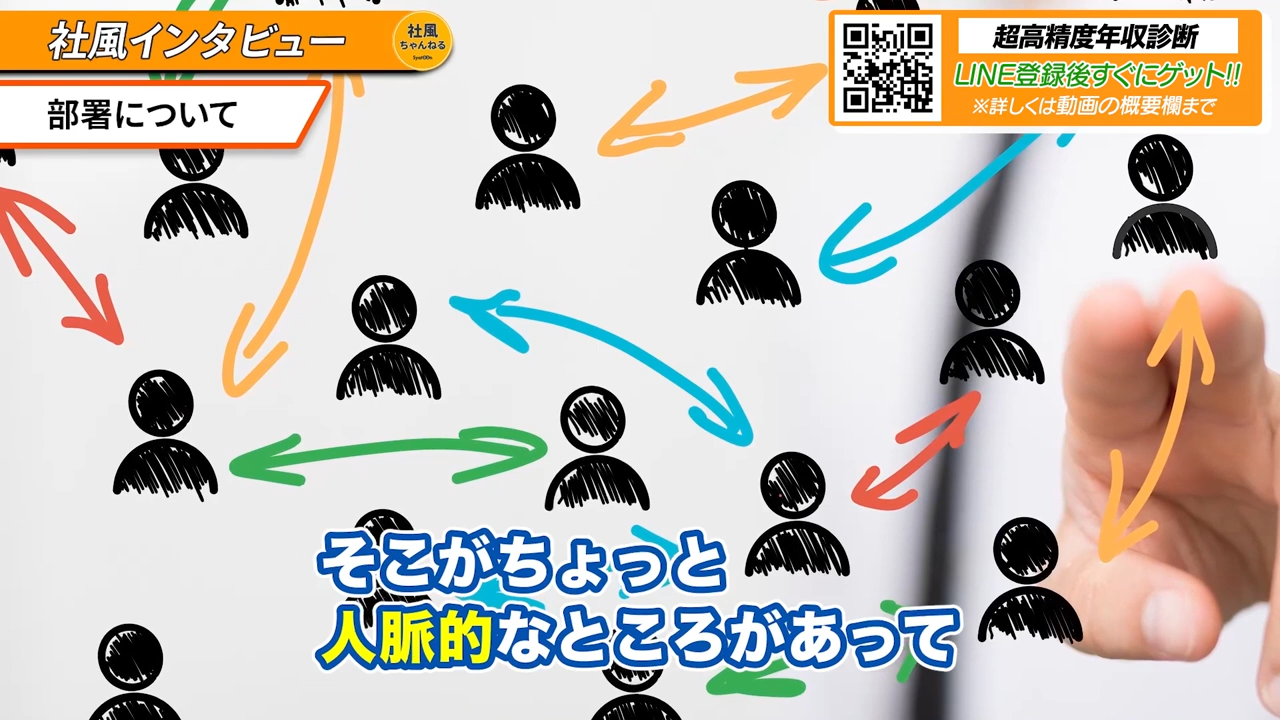 社風インタビュー
社風
ちゃんねる
部署について
超高精度年収診断
LINE登録後すぐにゲット!!
※詳しくは動画の概要欄まで
そこがちょっと
人脈的なところがあって